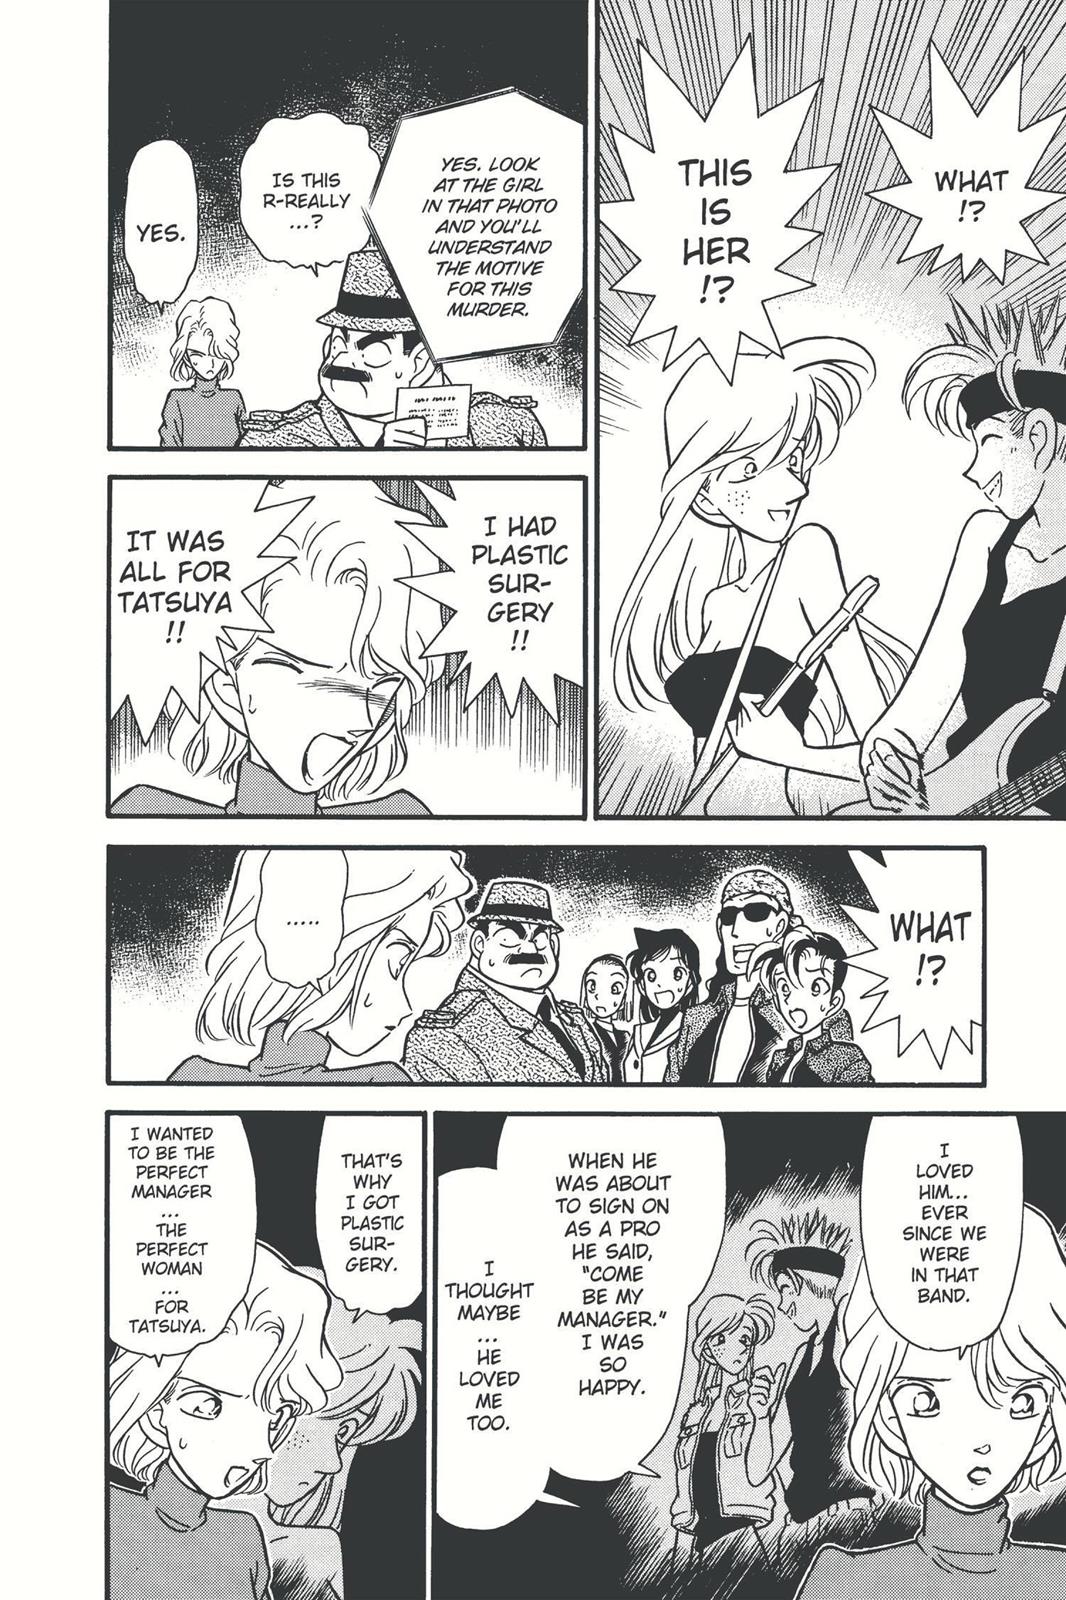 WHAT
!?
THIS
IS
HER
!?
YES. LOOK
AT THE GIRL
IN THAT PHOTO
AND YOU'LL
UNDERSTAND
THE MOTIVE
FOR THIS
MURDER.
IS THIS
R-REALLY
...?
YES.
I HAD
PLASTIC
SUR-
GERY
!!
IT WAS
ALL FOR
TATSUYA
!!
WHAT
!?
.....
I
LOVED
HIM...
EVER
SINCE WE
WERE
IN THAT
BAND.
WHEN HE
WAS ABOUT
TO SIGN ON
AS A PRO
HE SAID,
"COME
BE MY
MANAGER."
I WAS
SO
HAPPY.
I
THOUGHT
MAYBE
...
HE
LOVED
ME
TOO.
THAT'S
WHY
I GOT
PLASTIC
SUR-
GERY.
I WANTED
TO BE THE
PERFECT
MANAGER
...
THE
PERFECT
WOMAN
...
FOR
TATSUYA.